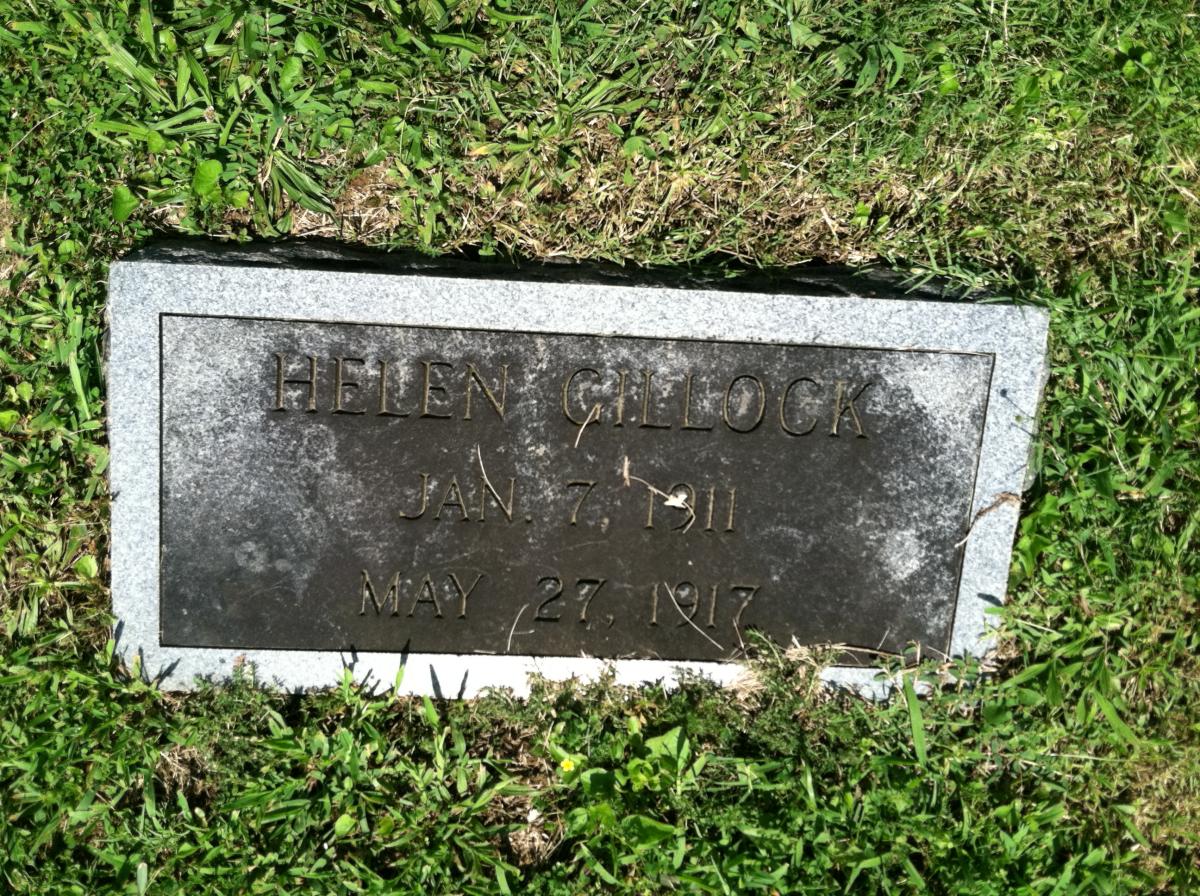 HELEN GILLOCK
JAN. 7, 1911
MAY 27, 1917